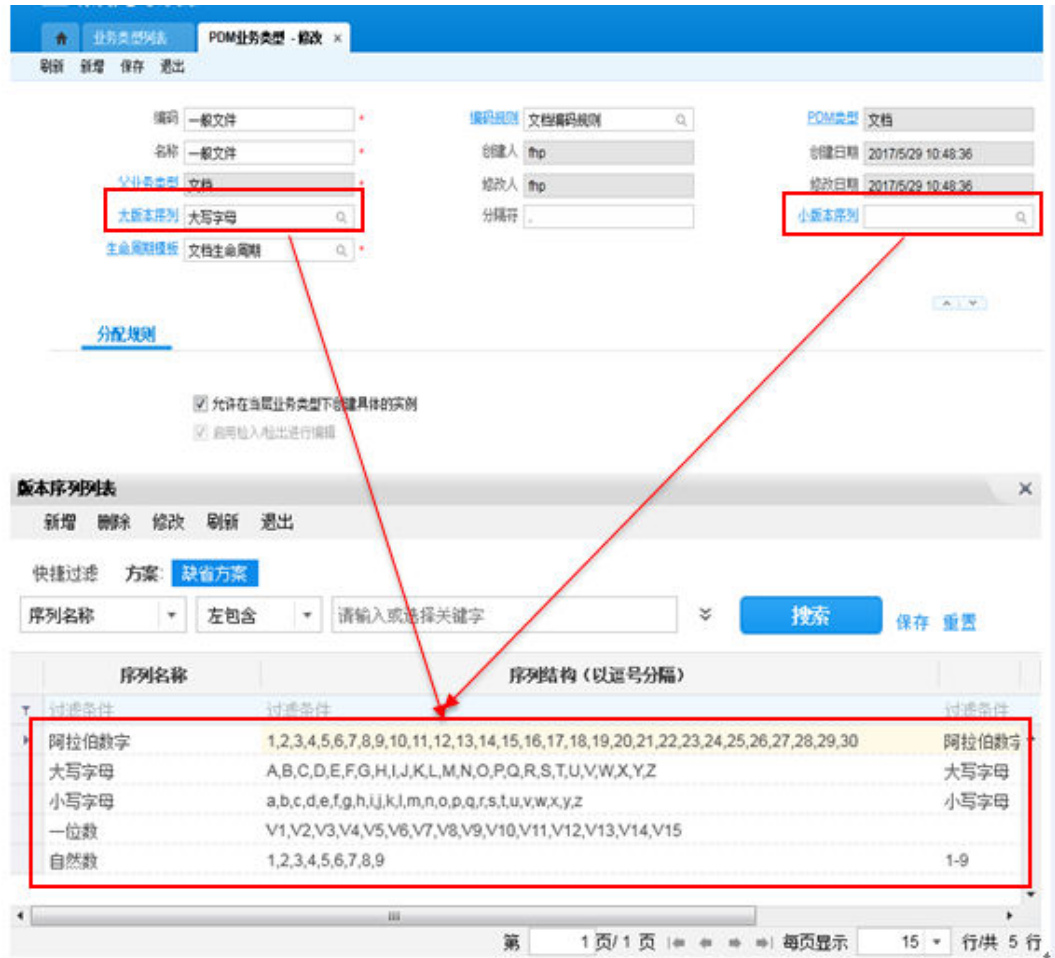 业务类型列表 PDM业务类型 - 修改 ×
刷新 新增 保存 退出
编码 一般文件 * 编码规则 文档编码规则 PDM类型 文档
名称 一般文件 * 创建人 fhp 创建日期 2017/5/29 10:48:36
父业务类型 文档 * 修改人 fhp 修改日期 2017/5/29 10:48:36
大版本序列 大写字母 分隔符 . 小版本序列
生命周期模板 文档生命周期 *
分配规则
允许在当层业务类型下创建具体的实例
启用检入/检出进行编辑
版本序列列表 ×
新增 删除 修改 刷新 退出
快捷过滤 方案: 缺省方案
序列名称 左包含 请输入或选择关键字 搜索 保存 重置
序列名称 序列结构（以逗号分隔）
过滤条件 过滤条件 过滤条件
阿拉伯数字 1,2,3,4,5,6,7,8,9,10,11,12,13,14,15,16,17,18,19,20,21,22,23,24,25,26,27,28,29,30 阿拉伯数字
大写字母 A,B,C,D,E,F,G,H,I,J,K,L,M,N,O,P,Q,R,S,T,U,V,W,X,Y,Z 大写字母
小写字母 a,b,c,d,e,f,g,h,i,j,k,l,m,n,o,p,q,r,s,t,u,v,w,x,y,z 小写字母
一位数 V1,V2,V3,V4,V5,V6,V7,V8,V9,V10,V11,V12,V13,V14,V15
自然数 1,2,3,4,5,6,7,8,9 1-9
第 1 页/ 1 页 每页显示 15 行/共 5 行